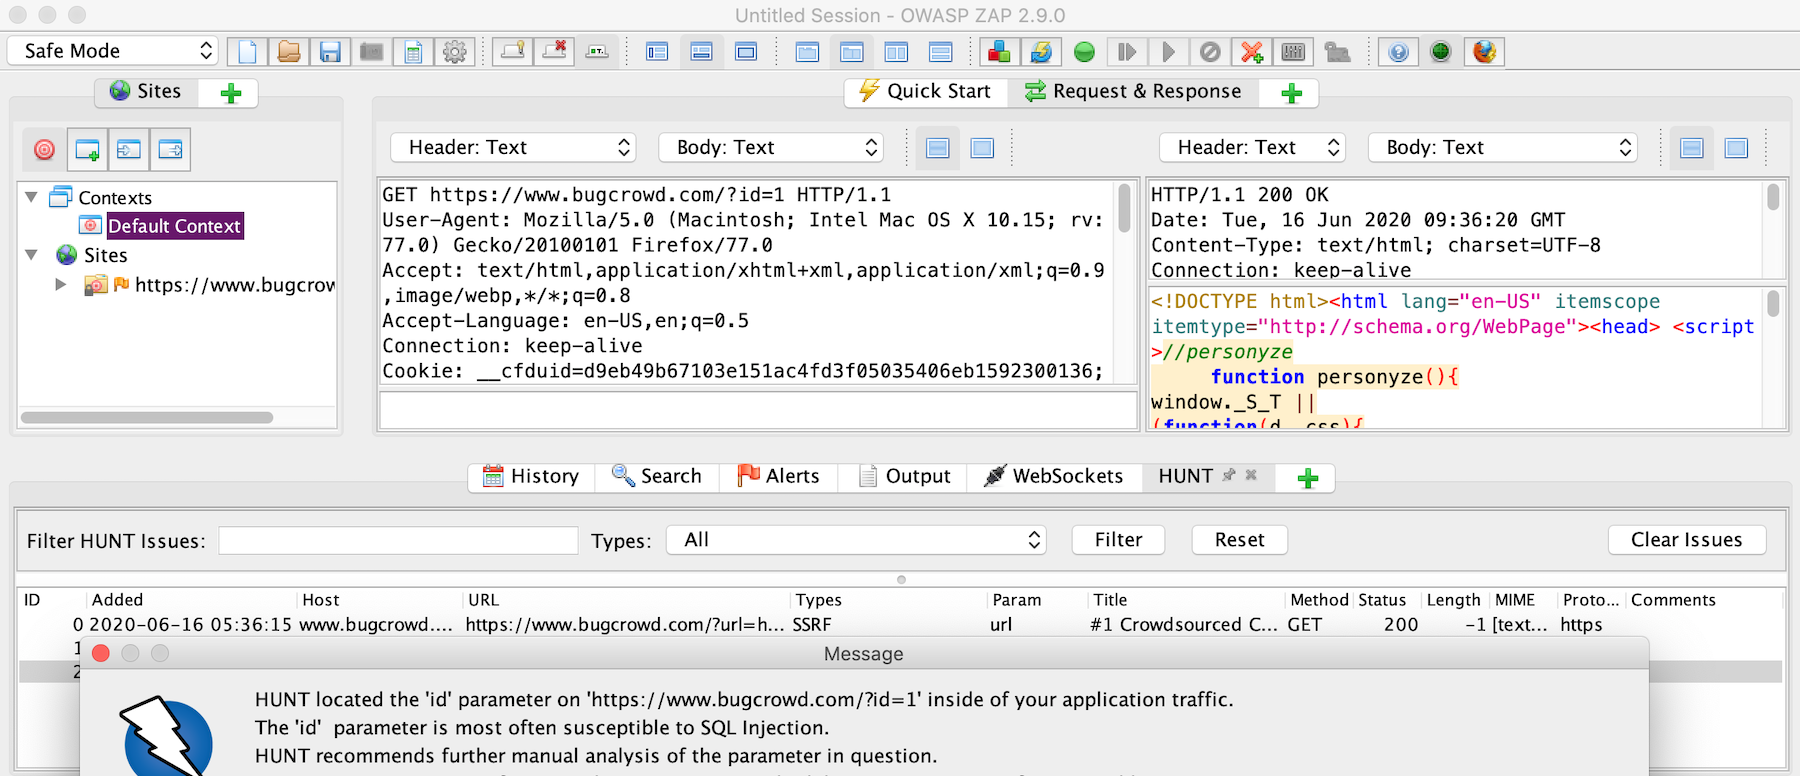 Untitled Session - OWASP ZAP 2.9.0
Safe Mode
Sites
Quick Start
Request & Response
Header: Text
Body: Text
Header: Text
Body: Text
Contexts
Default Context
Sites
https://www.bugcrow
GET https://www.bugcrowd.com/?id=1 HTTP/1.1
User-Agent: Mozilla/5.0 (Macintosh; Intel Mac OS X 10.15; rv:
77.0) Gecko/20100101 Firefox/77.0
Accept: text/html,application/xhtml+xml,application/xml;q=0.9
,image/webp,*/*;q=0.8
Accept-Language: en-US,en;q=0.5
Connection: keep-alive
Cookie: __cfduid=d9eb49b67103e151ac4fd3f05035406eb1592300136;
HTTP/1.1 200 OK
Date: Tue, 16 Jun 2020 09:36:20 GMT
Content-Type: text/html; charset=UTF-8
Connection: keep-alive
<!DOCTYPE html><html lang="en-US" itemscope
itemtype="http://schema.org/WebPage"><head> <script
>//personyze
function personyze(){
window._S_T ||
(function(d, css){
History
Search
Alerts
Output
WebSockets
HUNT
Filter HUNT Issues:
Types:
All
Filter
Reset
Clear Issues
ID Added Host URL Types Param Title Method Status Length MIME Proto... Comments
0 2020-06-16 05:36:15 www.bugcrowd.... https://www.bugcrowd.com/?url=h... SSRF url #1 Crowdsourced C... GET 200 -1 [text... https
1
2
Message
HUNT located the 'id' parameter on 'https://www.bugcrowd.com/?id=1' inside of your application traffic.
The 'id' parameter is most often susceptible to SQL Injection.
HUNT recommends further manual analysis of the parameter in question.